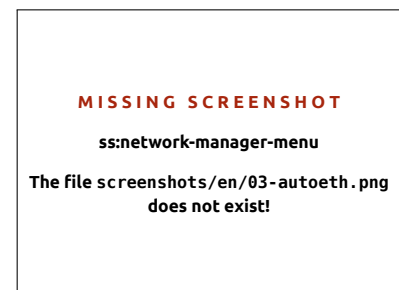 MISSING SCREENSHOT
ss:network-manager-menu
The file screenshots/en/03-autoeth.png
does not exist!